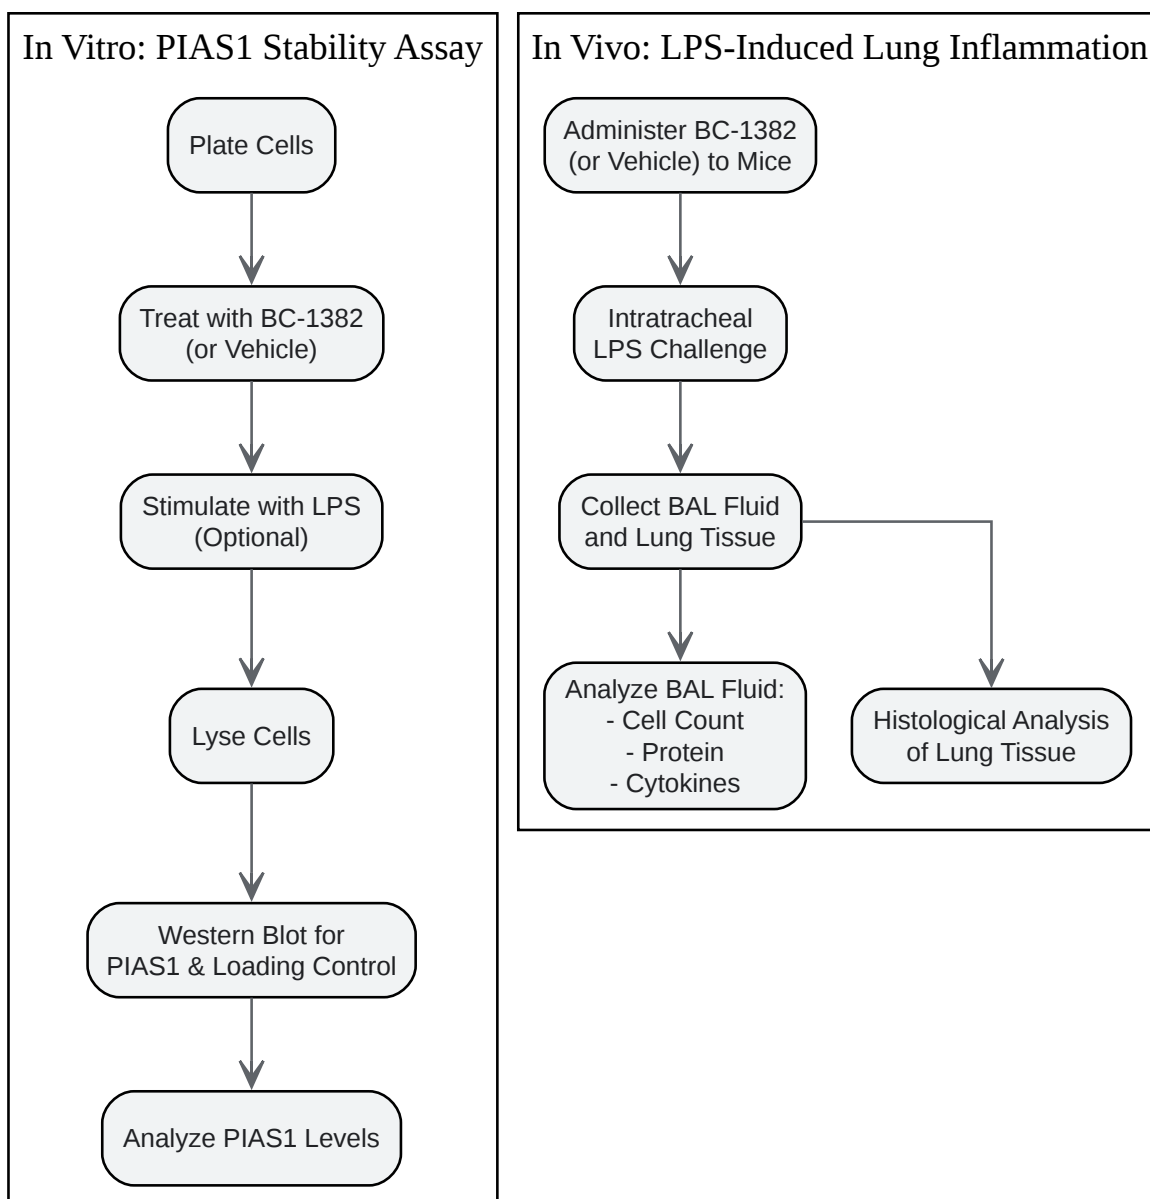 In Vitro: PIAS1 Stability Assay
Plate Cells
Treat with BC-1382
(or Vehicle)
Stimulate with LPS
(Optional)
Lyse Cells
Western Blot for
PIAS1 & Loading Control
Analyze PIAS1 Levels
In Vivo: LPS-Induced Lung Inflammation
Administer BC-1382
(or Vehicle) to Mice
Intratracheal
LPS Challenge
Collect BAL Fluid
and Lung Tissue
Analyze BAL Fluid:
- Cell Count
- Protein
- Cytokines
Histological Analysis
of Lung Tissue